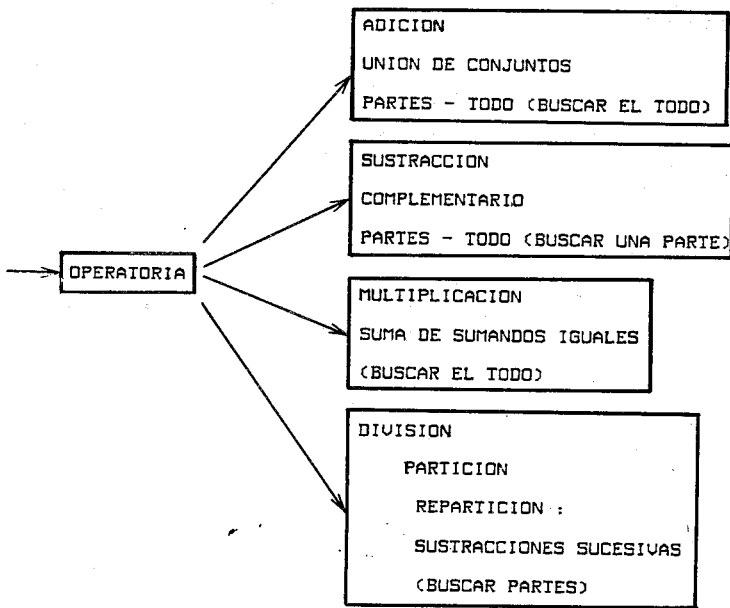 ADICION
UNION DE CONJUNTOS
PARTES - TODO (BUSCAR EL TODO)
SUSTRACCION
COMPLEMENTARIO
PARTES - TODO (BUSCAR UNA PARTE)
OPERATORIA
MULTIPLICACION
SUMA DE SUMANDOS IGUALES
(BUSCAR EL TODO)
DIVISION
PARTICION
REPARTICION :
SUSTRACCIONES SUCESIVAS
(BUSCAR PARTES)